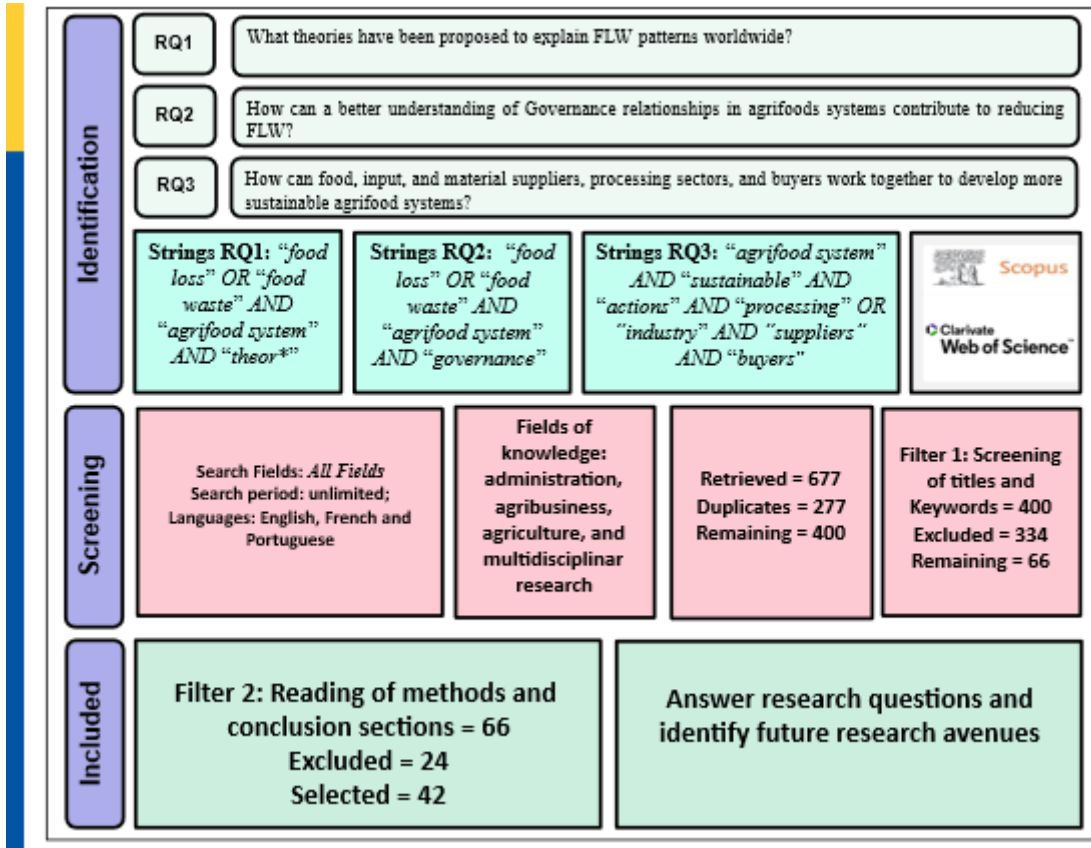 Identification
RQ1
What theories have been proposed to explain FLW patterns worldwide?
RQ2
How can a better understanding of Governance relationships in agrifoods systems contribute to reducing
FLW?
RQ3
How can food, input, and material suppliers, processing sectors, and buyers work together to develop more
sustainable agrifood systems?
Strings RQ1: “food
loss” OR “food
waste” AND
“agrifood system”
AND “theor*”
Strings RQ2: “food
loss” OR “food
waste” AND
“agrifood system”
AND “governance”
Strings RQ3: “agrifood system”
AND “sustainable” AND
“actions” AND “processing” OR
“industry” AND “suppliers”
AND “buyers”
Scopus
Clarivate
Web of Science™
Screening
Search Fields: All Fields
Search period: unlimited;
Languages: English, French and
Portuguese
Fields of
knowledge:
administration,
agribusiness,
agriculture, and
multidisciplinar
research
Retrieved = 677
Duplicates = 277
Remaining = 400
Filter 1: Screening
of titles and
Keywords = 400
Excluded = 334
Remaining = 66
Included
Filter 2: Reading of methods and
conclusion sections = 66
Excluded = 24
Selected = 42
Answer research questions and
identify future research avenues